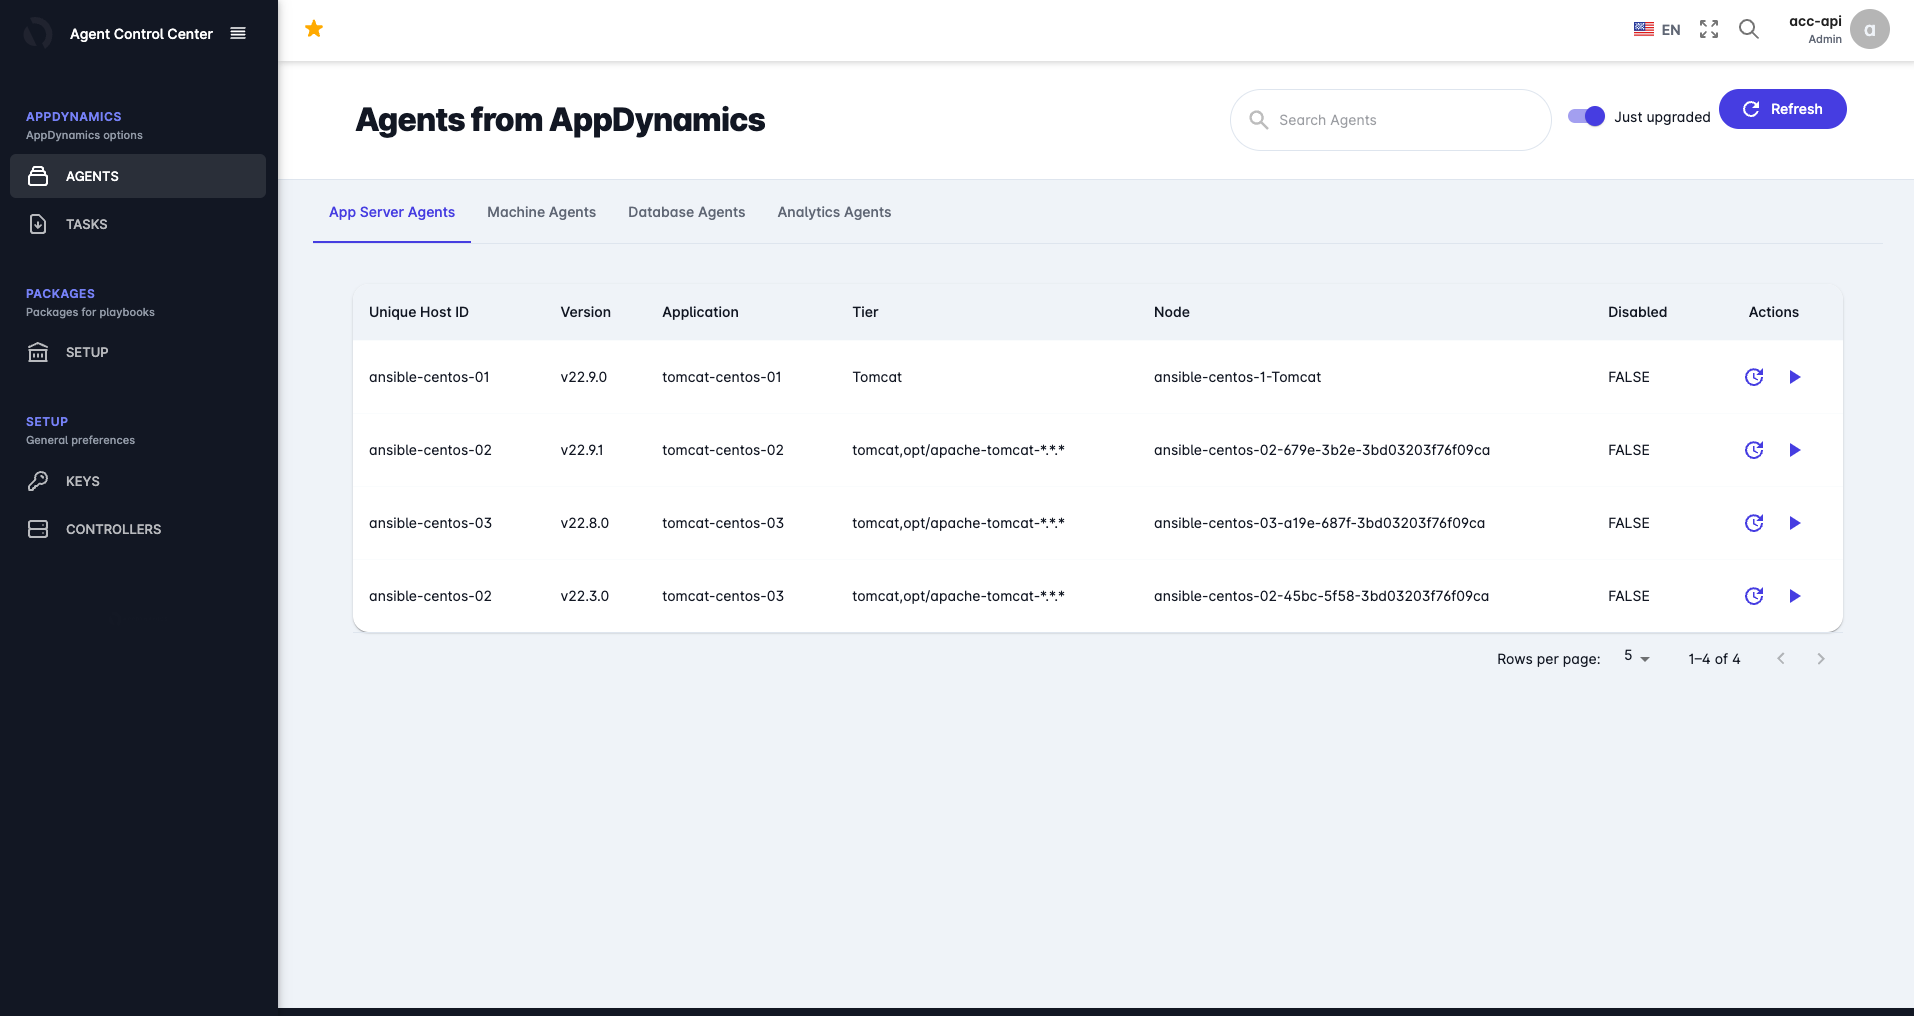 Agent Control Center
EN
acc-api
Admin
a
APPDYNAMICS
AppDynamics options
AGENTS
TASKS
PACKAGES
Packages for playbooks
SETUP
SETUP
General preferences
KEYS
CONTROLLERS
Agents from AppDynamics
Search Agents
Just upgraded
Refresh
App Server Agents Machine Agents Database Agents Analytics Agents
Unique Host ID Version Application Tier Node Disabled Actions
ansible-centos-01 v22.9.0 tomcat-centos-01 Tomcat ansible-centos-1-Tomcat FALSE
ansible-centos-02 v22.9.1 tomcat-centos-02 tomcat,opt/apache-tomcat-*.*.* ansible-centos-02-679e-3b2e-3bd03203f76f09ca FALSE
ansible-centos-03 v22.8.0 tomcat-centos-03 tomcat,opt/apache-tomcat-*.*.* ansible-centos-03-a19e-687f-3bd03203f76f09ca FALSE
ansible-centos-02 v22.3.0 tomcat-centos-03 tomcat,opt/apache-tomcat-*.*.* ansible-centos-02-45bc-5f58-3bd03203f76f09ca FALSE
Rows per page: 5 1–4 of 4